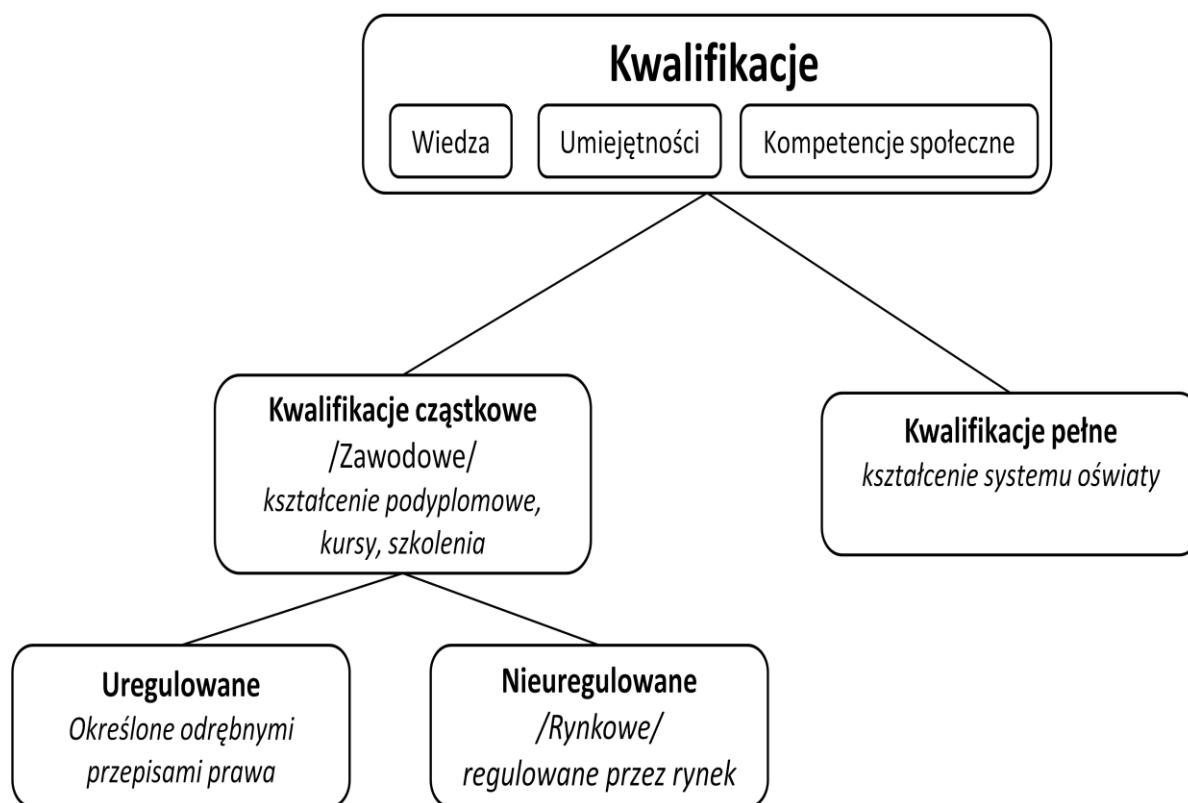 Kwalifikacje
Wiedza
Umiejętności
Kompetencje społeczne
Kwalifikacje cząstkowe
/Zawodowe/
kształcenie podyplomowe,
kursy, szkolenia
Kwalifikacje pełne
kształcenie systemu oświaty
Uregulowane
Określone odrębnymi
przepisami prawa
Nieuregulowane
/Rynkowe/
regulowane przez rynek